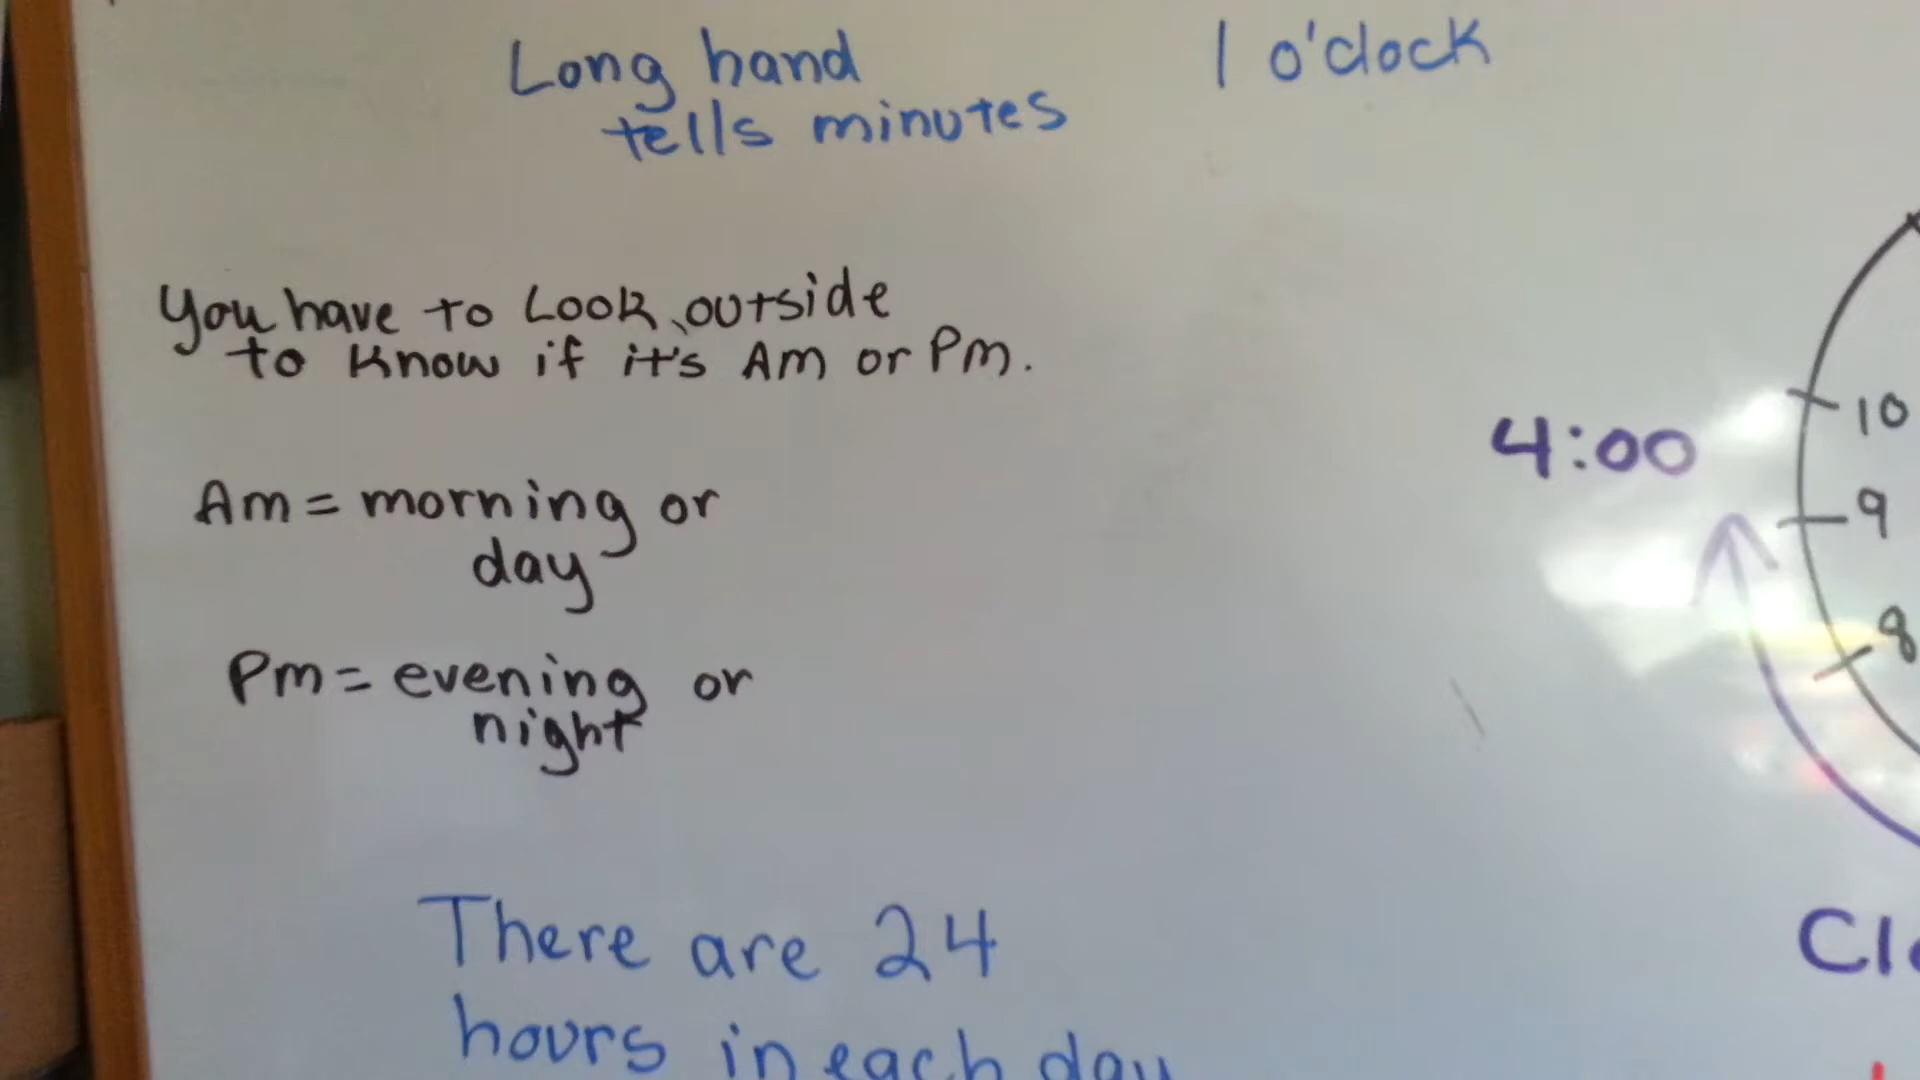 Long hand
tells minutes
1 o'clock
You have to Look outside
to know if it's Am or Pm.
Am = morning or
day
Pm = evening or
night
4:00
10
9
8
There are 24
hours in each day